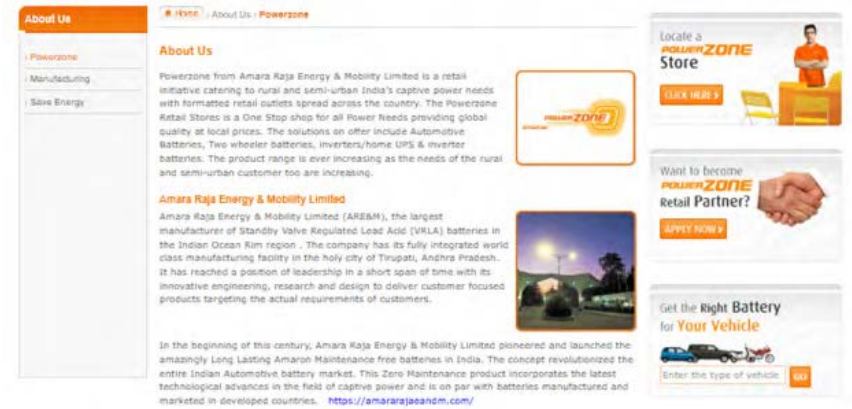 About Us
› Powerzone
› Manufacturing
› Save Energy
Home › About Us › Powerzone
About Us
Powerzone from Amara Raja Energy & Mobility Limited is a retail
initiative catering to rural and semi-urban India's captive power needs
with formatted retail outlets spread across the country. The Powerzone
Retail Stores is a One Stop shop for all Power Needs providing global
quality at local prices. The solutions on offer include Automotive
Batteries, Two wheeler batteries, inverters/home UPS & inverter
batteries. The product range is ever increasing as the needs of the rural
and semi-urban customer too are increasing.
POWERZONE
Amara Raja Energy & Mobility Limited
Amara Raja Energy & Mobility Limited (ARE&M), the largest
manufacturer of Standby Valve Regulated Lead Acid (VRLA) batteries in
the Indian Ocean Rim region . The company has its fully integrated world
class manufacturing facility in the holy city of Tirupati, Andhra Pradesh.
It has reached a position of leadership in a short span of time with its
innovative engineering, research and design to deliver customer focused
products targeting the actual requirements of customers.
In the beginning of this century, Amara Raja Energy & Mobility Limited pioneered and launched the
amazingly Long Lasting Amaron Maintenance free batteries in India. The concept revolutionized the
entire Indian Automotive battery market. This Zero Maintenance product incorporates the latest
technological advances in the field of captive power and is on par with batteries manufactured and
marketed in developed countries. https://amararajaeandm.com/
Locate a
POWERZONE
Store
CLICK HERE ›
Want to become
POWERZONE
Retail Partner?
APPLY NOW ›
Get the Right Battery
for Your Vehicle
Enter the type of vehicle
GO